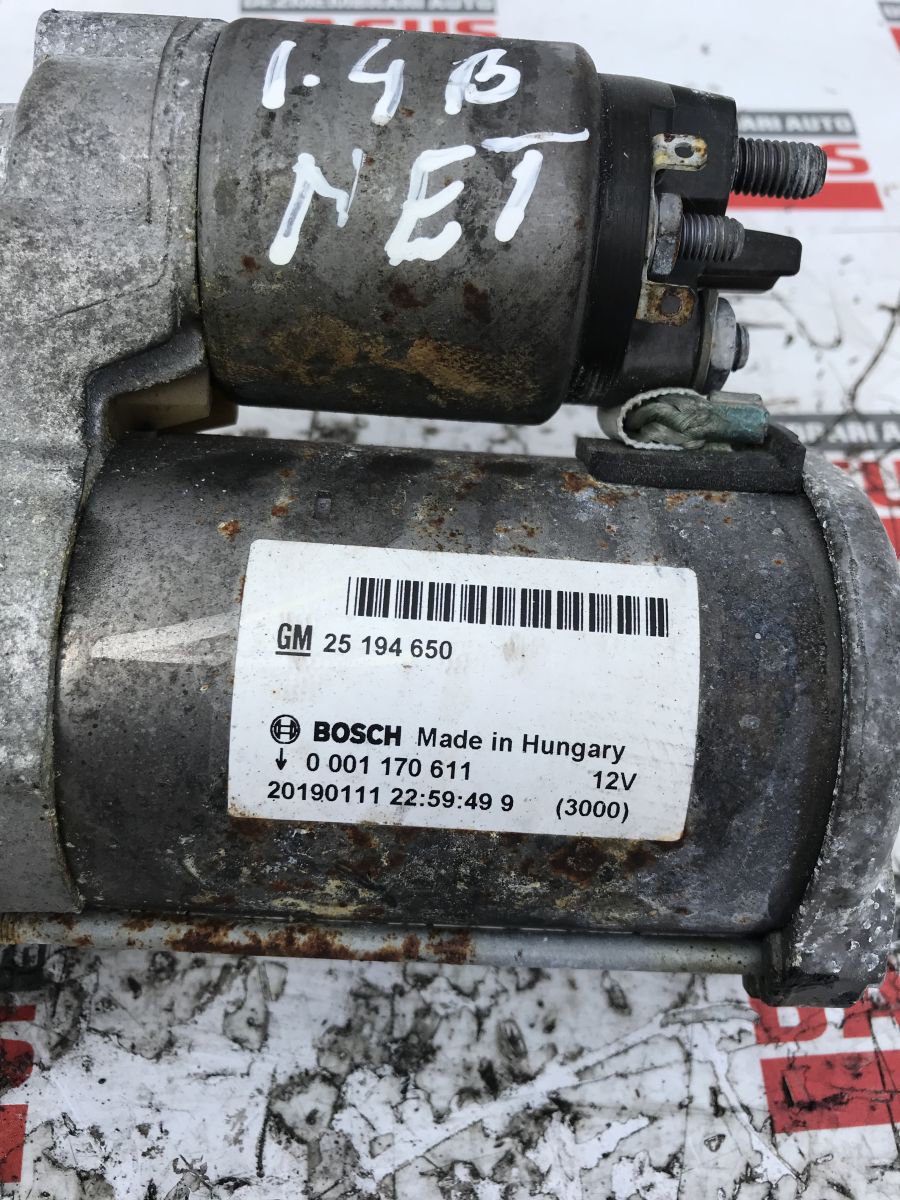 1.4 B
NET
GM 25 194 650
BOSCH Made in Hungary
↓ 0 001 170 611 12V
20190111 22:59:49 9 (3000)